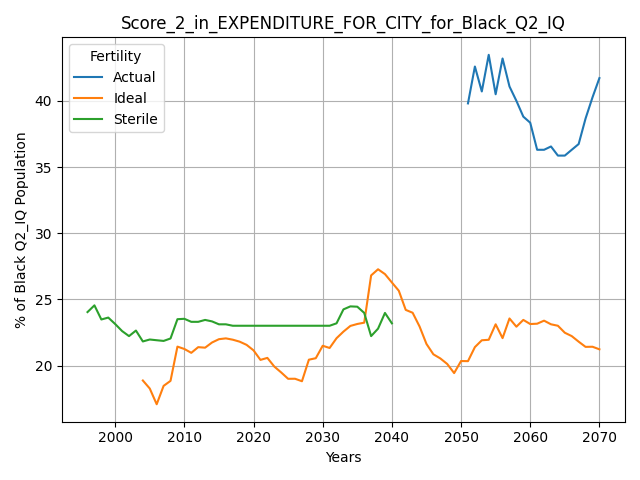 Score_2_in_EXPENDITURE_FOR_CITY_for_Black_Q2_IQ
Fertility
Actual
Ideal
Sterile
% of Black Q2_IQ Population
40
35
30
25
20
2000 2010 2020 2030 2040 2050 2060 2070
Years